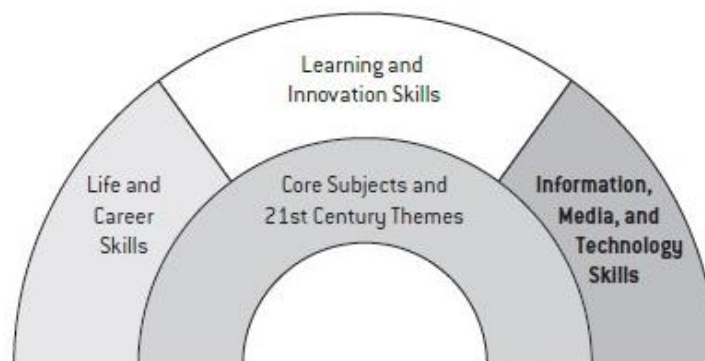 Learning and
Innovation Skills
Life and
Career
Skills
Core Subjects and
21st Century Themes
Information,
Media, and
Technology
Skills